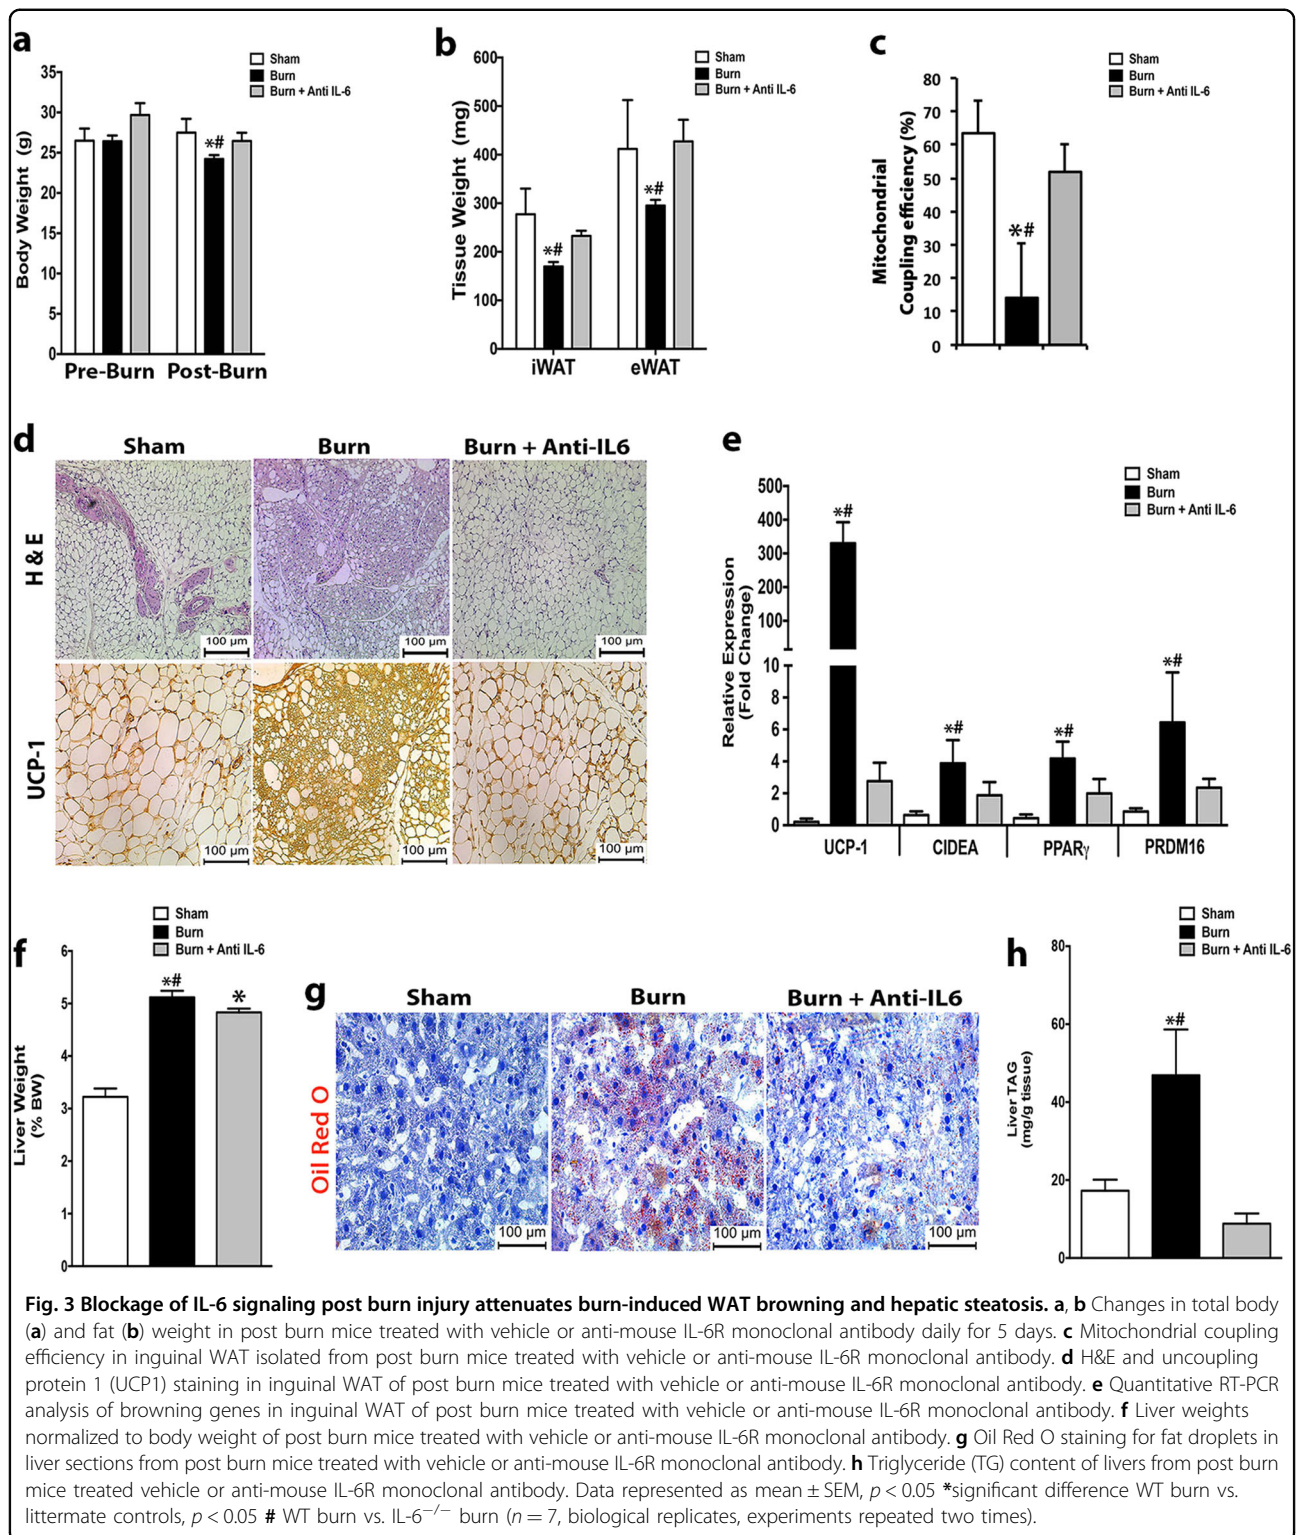 a
Sham
Burn
Burn + Anti IL-6
35
30
25
20
15
10
5
0
Body Weight (g)
*#
Pre-Burn Post-Burn
b
Sham
Burn
Burn + Anti IL-6
600
500
400
300
200
100
0
Tissue Weight (mg)
*#
*#
iWAT eWAT
c
Sham
Burn
Burn + Anti IL-6
80
70
60
50
40
30
20
10
0
Mitochondrial
Coupling efficiency (%)
*#
d
Sham Burn Burn + Anti-IL6
H & E
100 µm 100 µm 100 µm
UCP-1
100 µm 100 µm 100 µm
e
Sham
Burn
Burn + Anti IL-6
500
400
300
200
100
10
8
6
4
2
0
Relative Expression
(Fold Change)
*#
*#
*#
*#
UCP-1 CIDEA PPARγ PRDM16
f
Sham
Burn
Burn + Anti IL-6
6
5
4
3
2
1
0
Liver Weight
(% BW)
*#
*
g
Sham Burn Burn + Anti-IL6
Oil Red O
100 µm 100 µm 100 µm
h
Sham
Burn
Burn + Anti IL-6
80
60
40
20
0
Liver TAG
(mg/g tissue)
*#
Fig. 3 Blockage of IL-6 signaling post burn injury attenuates burn-induced WAT browning and hepatic steatosis. a, b Changes in total body
(a) and fat (b) weight in post burn mice treated with vehicle or anti-mouse IL-6R monoclonal antibody daily for 5 days. c Mitochondrial coupling
efficiency in inguinal WAT isolated from post burn mice treated with vehicle or anti-mouse IL-6R monoclonal antibody. d H&E and uncoupling
protein 1 (UCP1) staining in inguinal WAT of post burn mice treated with vehicle or anti-mouse IL-6R monoclonal antibody. e Quantitative RT-PCR
analysis of browning genes in inguinal WAT of post burn mice treated with vehicle or anti-mouse IL-6R monoclonal antibody. f Liver weights
normalized to body weight of post burn mice treated with vehicle or anti-mouse IL-6R monoclonal antibody. g Oil Red O staining for fat droplets in
liver sections from post burn mice treated with vehicle or anti-mouse IL-6R monoclonal antibody. h Triglyceride (TG) content of livers from post burn
mice treated vehicle or anti-mouse IL-6R monoclonal antibody. Data represented as mean ± SEM, p < 0.05 *significant difference WT burn vs.
littermate controls, p < 0.05 # WT burn vs. IL-6−/− burn (n = 7, biological replicates, experiments repeated two times).